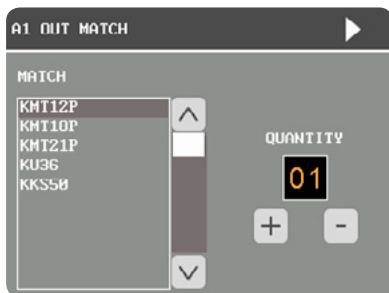 A1 OUT MATCH
MATCH
KMT12P
KMT10P
KMT21P
KU36
KKS50
QUANTITY
01
+ -